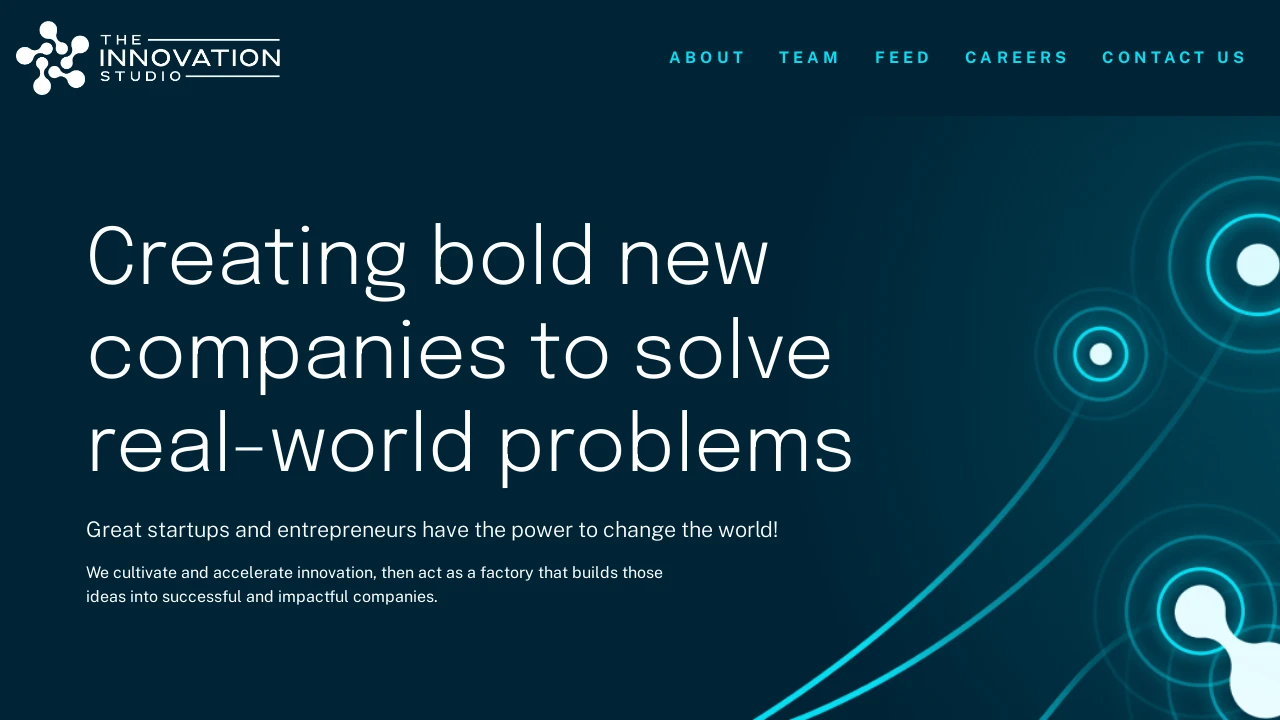 THE
INNOVATION
STUDIO
ABOUT TEAM FEED CAREERS CONTACT US
Creating bold new
companies to solve
real-world problems
Great startups and entrepreneurs have the power to change the world!
We cultivate and accelerate innovation, then act as a factory that builds those
ideas into successful and impactful companies.